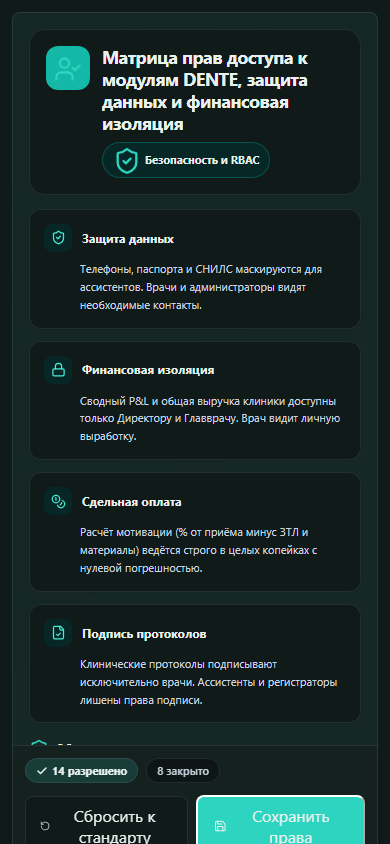 Матрица прав доступа к
модулям DENTE, защита
данных и финансовая
изоляция
Безопасность и RBAC
Защита данных
Телефоны, паспорта и СНИЛС маскируются для
ассистентов. Врачи и администраторы видят
необходимые контакты.
Финансовая изоляция
Сводный P&L и общая выручка клиники доступны
только Директору и Главврачу. Врач видит личную
выработку.
Сдельная оплата
Расчёт мотивации (% от приёма минус ЗТЛ и
материалы) ведётся строго в целых копейках с
нулевой погрешностью.
Подпись протоколов
Клинические протоколы подписывают
исключительно врачи. Ассистенты и регистраторы
лишены права подписи.
14 разрешено
8 закрыто
Сбросить к
стандарту
Сохранить
права